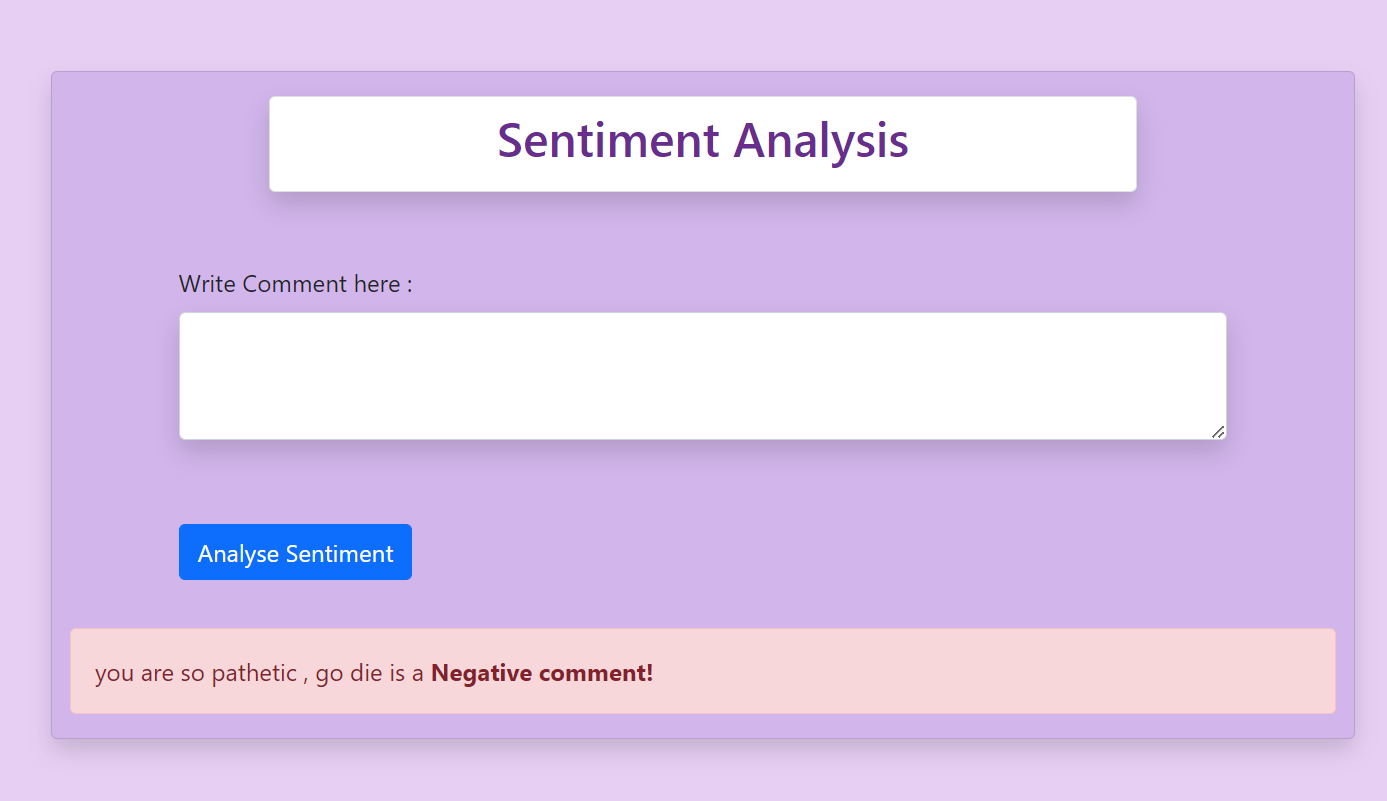 Sentiment Analysis
Write Comment here :
Analyse Sentiment
you are so pathetic , go die is a Negative comment!